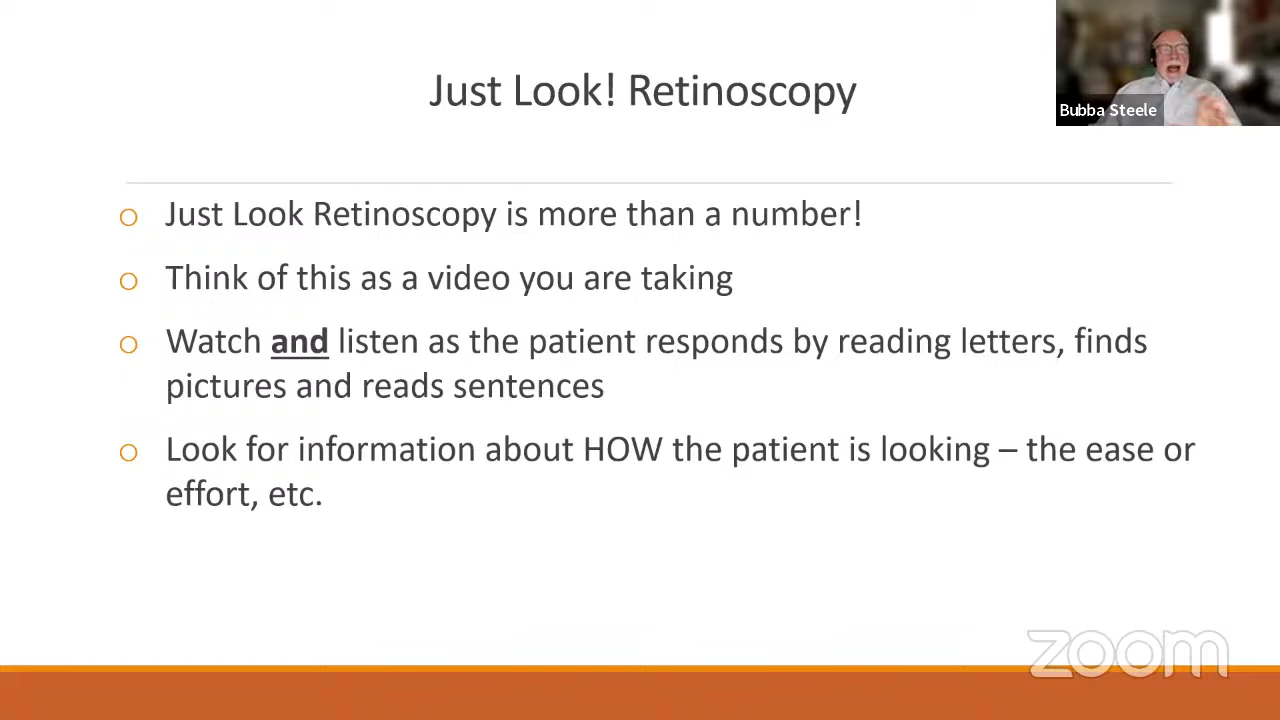 Just Look! Retinoscopy
Bubba Steele
o Just Look Retinoscopy is more than a number!
o Think of this as a video you are taking
o Watch and listen as the patient responds by reading letters, finds
pictures and reads sentences
o Look for information about HOW the patient is looking – the ease or
effort, etc.
zoom